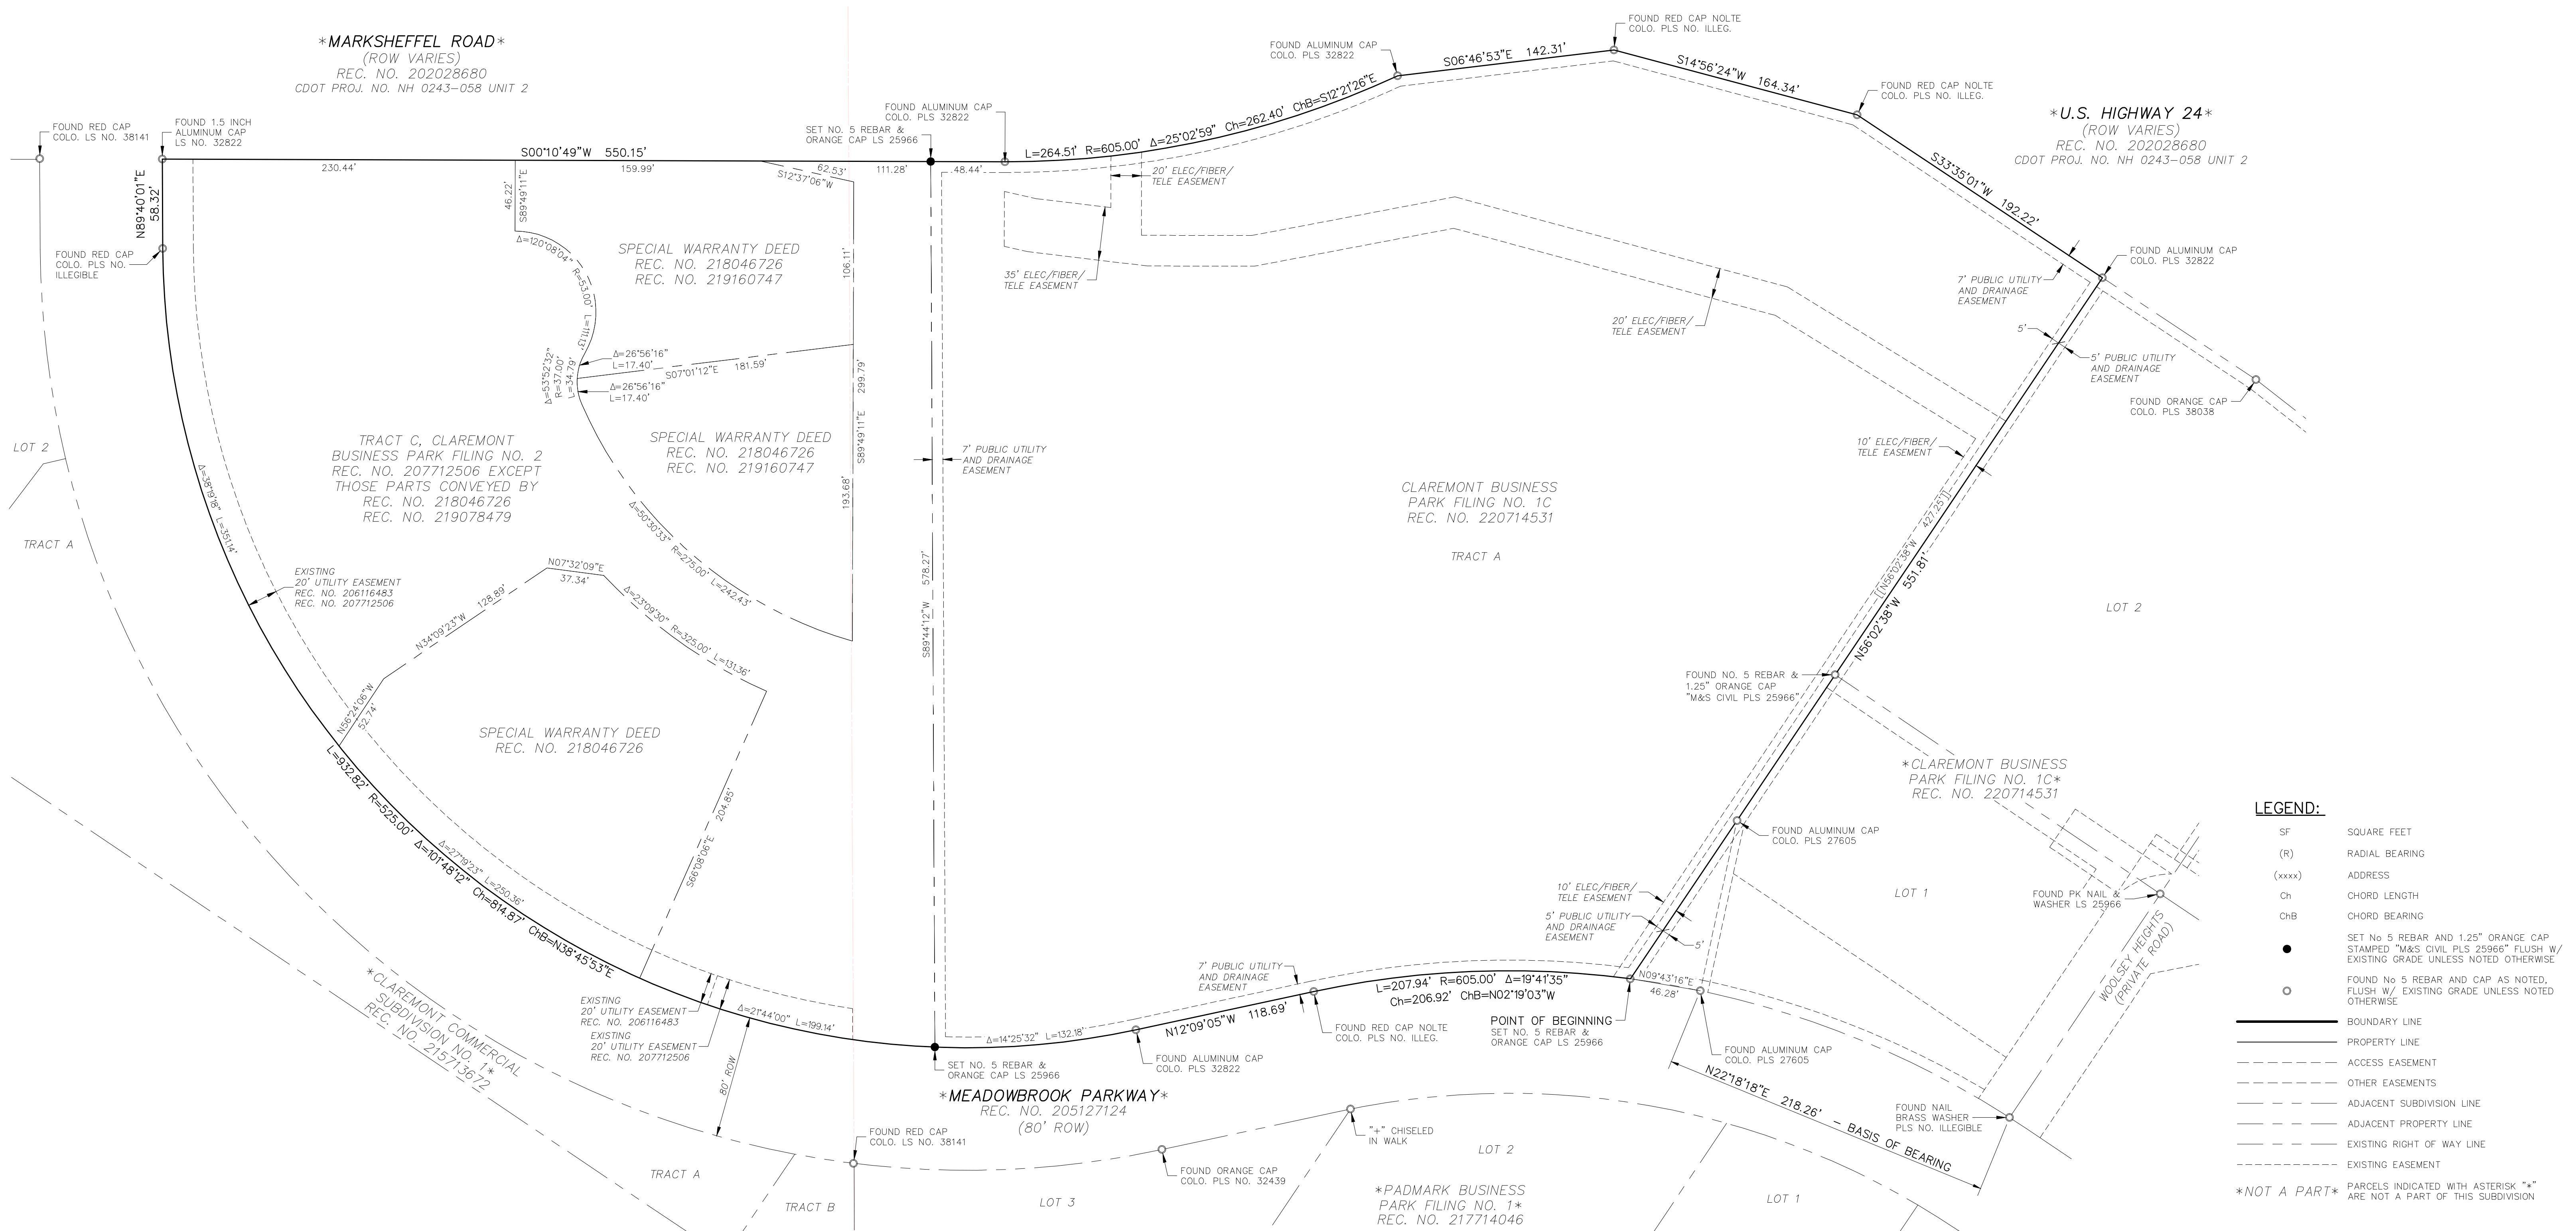 *MARKSHEFFEL ROAD*
(ROW VARIES)
REC. NO. 202028680
CDOT PROJ. NO. NH 0243-058 UNIT 2
FOUND RED CAP
COLO. LS NO. 38141
FOUND 1.5 INCH
ALUMINUM CAP
LS NO. 32822
S00°10'49"W 550.15'
230.44'
159.99'
62.53'
S12°37'06"W
111.28'
48.44'
SET NO. 5 REBAR &
ORANGE CAP LS 25966
FOUND ALUMINUM CAP
COLO. PLS 32822
L=264.51' R=605.00' Δ=25°02'59" Ch=262.40' ChB=S12°21'26"E
FOUND ALUMINUM CAP
COLO. PLS 32822
S06°46'53"E 142.31'
FOUND RED CAP NOLTE
COLO. PLS NO. ILLEG.
S14°56'24"W 164.34'
FOUND RED CAP NOLTE
COLO. PLS NO. ILLEG.
*U.S. HIGHWAY 24*
(ROW VARIES)
REC. NO. 202028680
CDOT PROJ. NO. NH 0243-058 UNIT 2
S33°35'01"W 192.22'
FOUND ALUMINUM CAP
COLO. PLS 32822
7' PUBLIC UTILITY
AND DRAINAGE
EASEMENT
5'
5' PUBLIC UTILITY
AND DRAINAGE
EASEMENT
FOUND ORANGE CAP
COLO. PLS 38038
N89°40'01"E
58.32'
FOUND RED CAP
COLO. PLS NO.
ILLEGIBLE
46.22'
S89°49'11"E
Δ=120°08'04" R=53.00' L=111.13'
SPECIAL WARRANTY DEED
REC. NO. 218046726
REC. NO. 219160747
106.11'
20' ELEC/FIBER/
TELE EASEMENT
35' ELEC/FIBER/
TELE EASEMENT
20' ELEC/FIBER/
TELE EASEMENT
Δ=53°52'32"
R=37.00'
L=34.79'
Δ=26°56'16"
L=17.40'
S07°01'12"E 181.59'
Δ=26°56'16"
L=17.40'
S89°49'11"E 299.79'
193.68'
LOT 2
TRACT A
TRACT C, CLAREMONT
BUSINESS PARK FILING NO. 2
REC. NO. 207712506 EXCEPT
THOSE PARTS CONVEYED BY
REC. NO. 218046726
REC. NO. 219078479
SPECIAL WARRANTY DEED
REC. NO. 218046726
REC. NO. 219160747
7' PUBLIC UTILITY
AND DRAINAGE
EASEMENT
Δ=50°30'33" R=275.00' L=242.43'
Δ=38°19'18" L=351.14'
S89°44'12"W 578.27'
CLAREMONT BUSINESS
PARK FILING NO. 1C
REC. NO. 220714531
TRACT A
10' ELEC/FIBER/
TELE EASEMENT
[[N56°02'38"W 427.25']]
N56°02'38"W 551.81'
LOT 2
EXISTING
20' UTILITY EASEMENT
REC. NO. 206116483
REC. NO. 207712506
N07°32'09"E
37.34'
N34°09'23"W 128.89'
Δ=23°09'30" R=325.00' L=131.36'
N56°24'06"W
52.74'
SPECIAL WARRANTY DEED
REC. NO. 218046726
S66°08'06"E 204.85'
L=932.82' R=525.00' Δ=101°48'12" Ch=814.87' ChB=N38°45'53"E
Δ=27°19'23" L=250.36'
FOUND NO. 5 REBAR &
1.25" ORANGE CAP
"M&S CIVIL PLS 25966"
*CLAREMONT BUSINESS
PARK FILING NO. 1C*
REC. NO. 220714531
FOUND ALUMINUM CAP
COLO. PLS 27605
LOT 1
FOUND PK NAIL &
WASHER LS 25966
WOOLSEY HEIGHTS
(PRIVATE ROAD)
10' ELEC/FIBER/
TELE EASEMENT
5' PUBLIC UTILITY
AND DRAINAGE
EASEMENT
5'
7' PUBLIC UTILITY
AND DRAINAGE
EASEMENT
*CLAREMONT COMMERCIAL
SUBDIVISION NO. 1*
REC. NO. 215713672
EXISTING
20' UTILITY EASEMENT
REC. NO. 206116483
EXISTING
20' UTILITY EASEMENT
REC. NO. 207712506
Δ=21°44'00" L=199.14'
80' ROW
Δ=14°25'32" L=132.18'
N12°09'05"W 118.69'
L=207.94' R=605.00' Δ=19°41'35"
Ch=206.92' ChB=N02°19'03"W
N09°43'16"E
46.28'
SET NO. 5 REBAR &
ORANGE CAP LS 25966
FOUND ALUMINUM CAP
COLO. PLS 32822
FOUND RED CAP NOLTE
COLO. PLS NO. ILLEG.
POINT OF BEGINNING
SET NO. 5 REBAR &
ORANGE CAP LS 25966
FOUND ALUMINUM CAP
COLO. PLS 27605
*MEADOWBROOK PARKWAY*
REC. NO. 205127124
(80' ROW)
N22°18'18"E 218.26' - BASIS OF BEARING
FOUND NAIL
BRASS WASHER
PLS NO. ILLEGIBLE
FOUND RED CAP
COLO. LS NO. 38141
"+" CHISELED
IN WALK
FOUND ORANGE CAP
COLO. PLS NO. 32439
TRACT A
TRACT B
LOT 3
LOT 2
*PADMARK BUSINESS
PARK FILING NO. 1*
REC. NO. 217714046
LOT 1
LEGEND:
SF SQUARE FEET
(R) RADIAL BEARING
(xxxx) ADDRESS
Ch CHORD LENGTH
ChB CHORD BEARING
SET No 5 REBAR AND 1.25" ORANGE CAP
STAMPED "M&S CIVIL PLS 25966" FLUSH W/
EXISTING GRADE UNLESS NOTED OTHERWISE
FOUND No 5 REBAR AND CAP AS NOTED,
FLUSH W/ EXISTING GRADE UNLESS NOTED
OTHERWISE
BOUNDARY LINE
PROPERTY LINE
ACCESS EASEMENT
OTHER EASEMENTS
ADJACENT SUBDIVISION LINE
ADJACENT PROPERTY LINE
EXISTING RIGHT OF WAY LINE
EXISTING EASEMENT
*NOT A PART* PARCELS INDICATED WITH ASTERISK "*"
ARE NOT A PART OF THIS SUBDIVISION